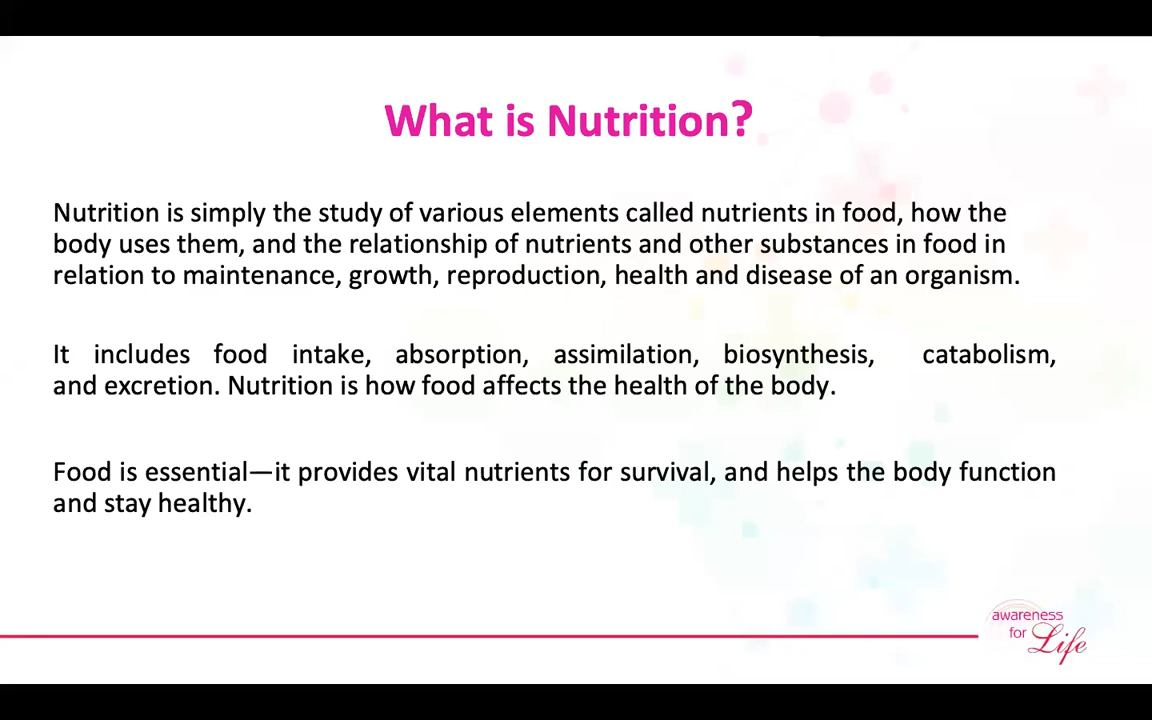 What is Nutrition?
Nutrition is simply the study of various elements called nutrients in food, how the
body uses them, and the relationship of nutrients and other substances in food in
relation to maintenance, growth, reproduction, health and disease of an organism.
It includes food intake, absorption, assimilation, biosynthesis, catabolism,
and excretion. Nutrition is how food affects the health of the body.
Food is essential—it provides vital nutrients for survival, and helps the body function
and stay healthy.
awareness
for Life